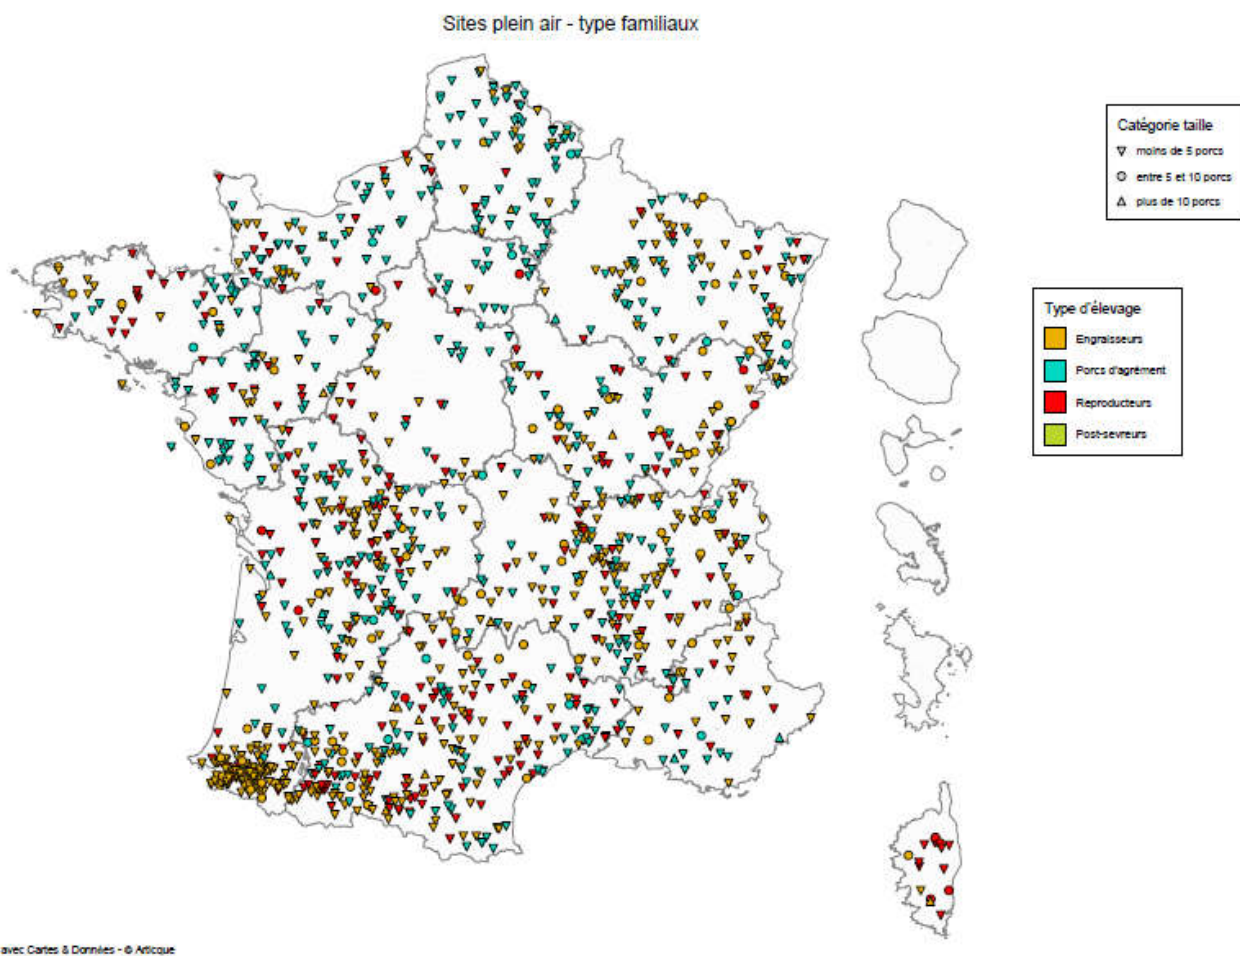 Sites plein air - type familiaux
Catégorie taille
moins de 5 porcs
entre 5 et 10 porcs
plus de 10 porcs
Type d'élevage
Engraisseurs
Porcs d'agrément
Reproducteurs
Post-sevreurs
avec Cartes & Données - © Articque